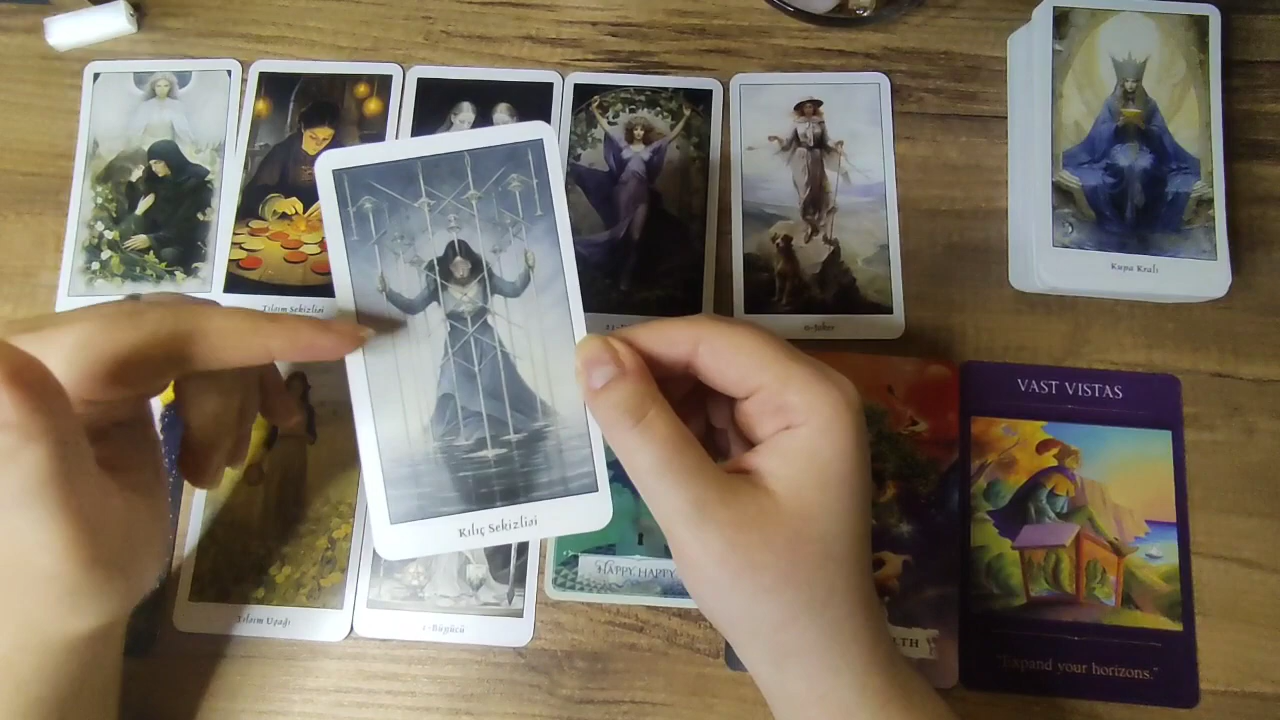 Kupa Kralı
Tılsım Sekizlisi
0-Joker
VAST VISTAS
Kılıç Sekizlisi
HAPPY, HAPPY
Tılsım Uşağı
1-Büyücü
"Expand your horizons."